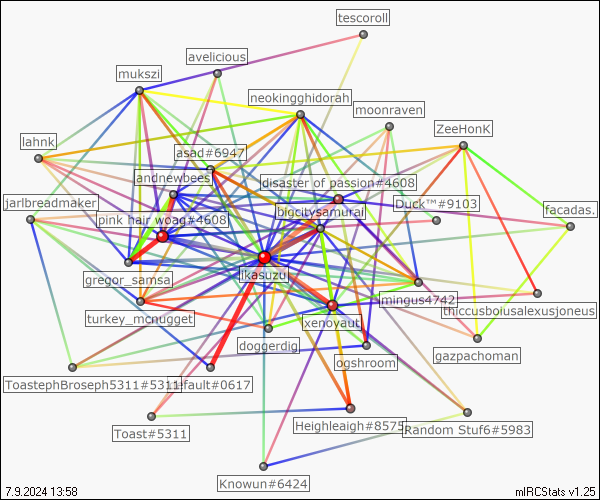 tescoroll
avelicious
mukszi
neokingghidorah
moonraven
ZeeHonK
lahnk
asad#6947
andnewbees
disaster of passion#4608
jarlbreadmaker
Duck™#9103
facadas.
pink hair woag#4608
bigcitysamurai
gregor_samsa
ikasuzu
mingus4742
thiccusboiusalexusjoneus
turkey_mcnugget
xenoyaut
doggerdig
ogshroom
gazpachoman
ToastephBroseph5311#5311
lfault#0617
Toast#5311
Heighleaigh#8575
Random Stuf6#5983
Knowun#6424
7.9.2024 13:58
mIRCStats v1.25